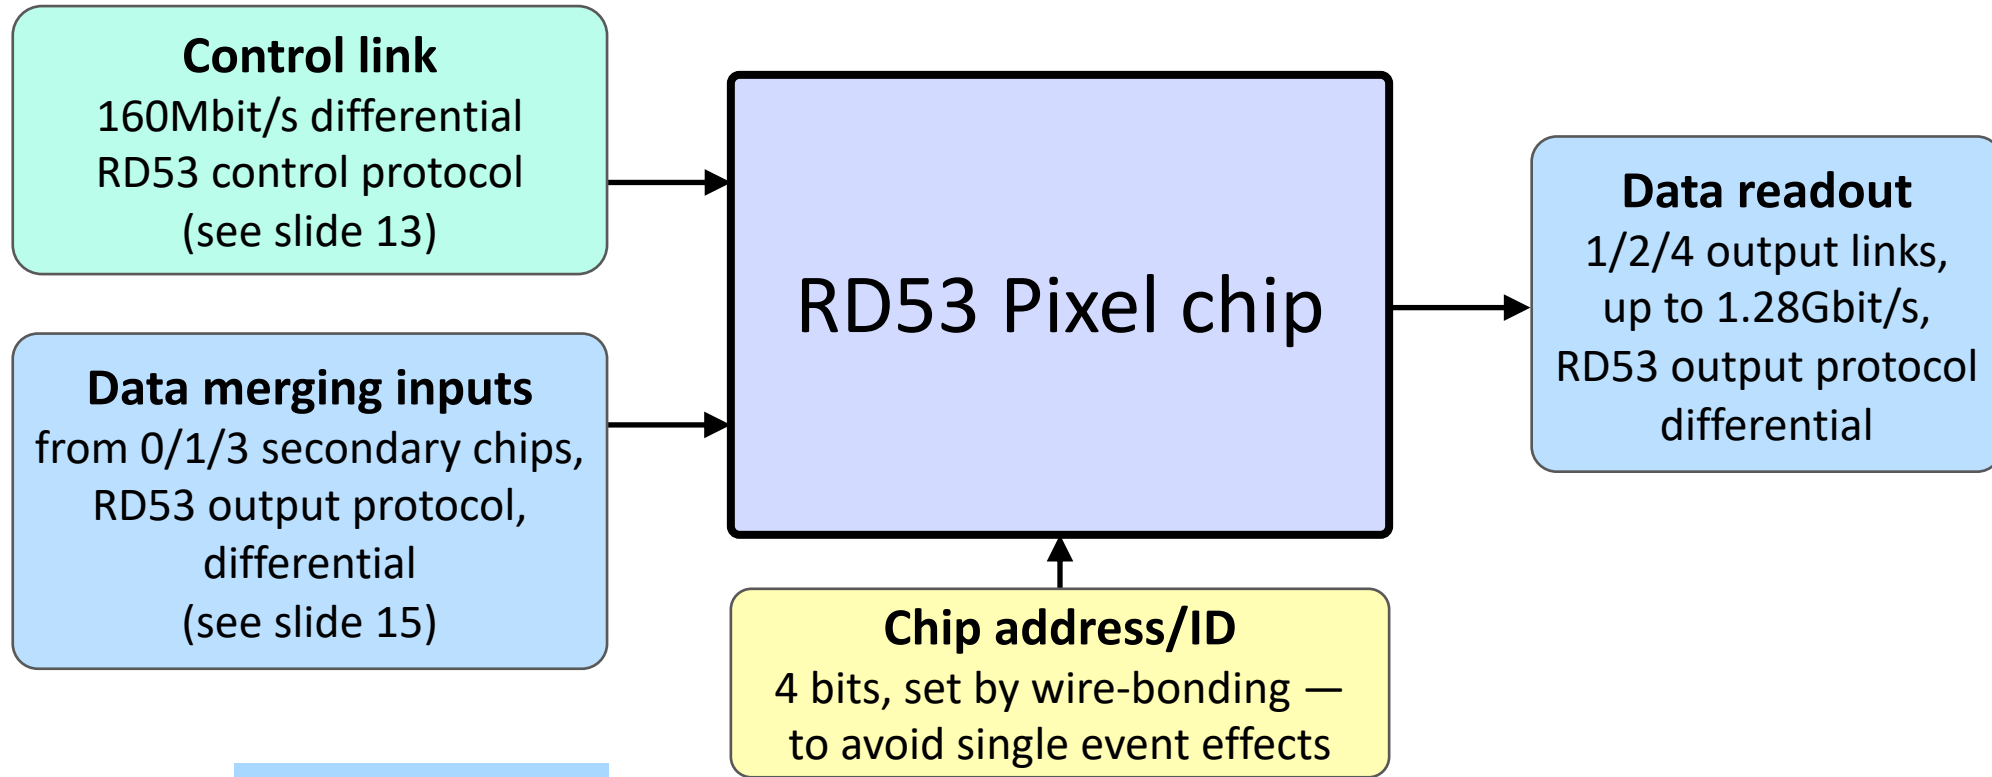 Control link
160Mbit/s differential
RD53 control protocol
(see slide 13)
Data merging inputs
from 0/1/3 secondary chips,
RD53 output protocol,
differential
(see slide 15)
RD53 Pixel chip
Chip address/ID
4 bits, set by wire-bonding —
to avoid single event effects
Data readout
1/2/4 output links,
up to 1.28Gbit/s,
RD53 output protocol
differential